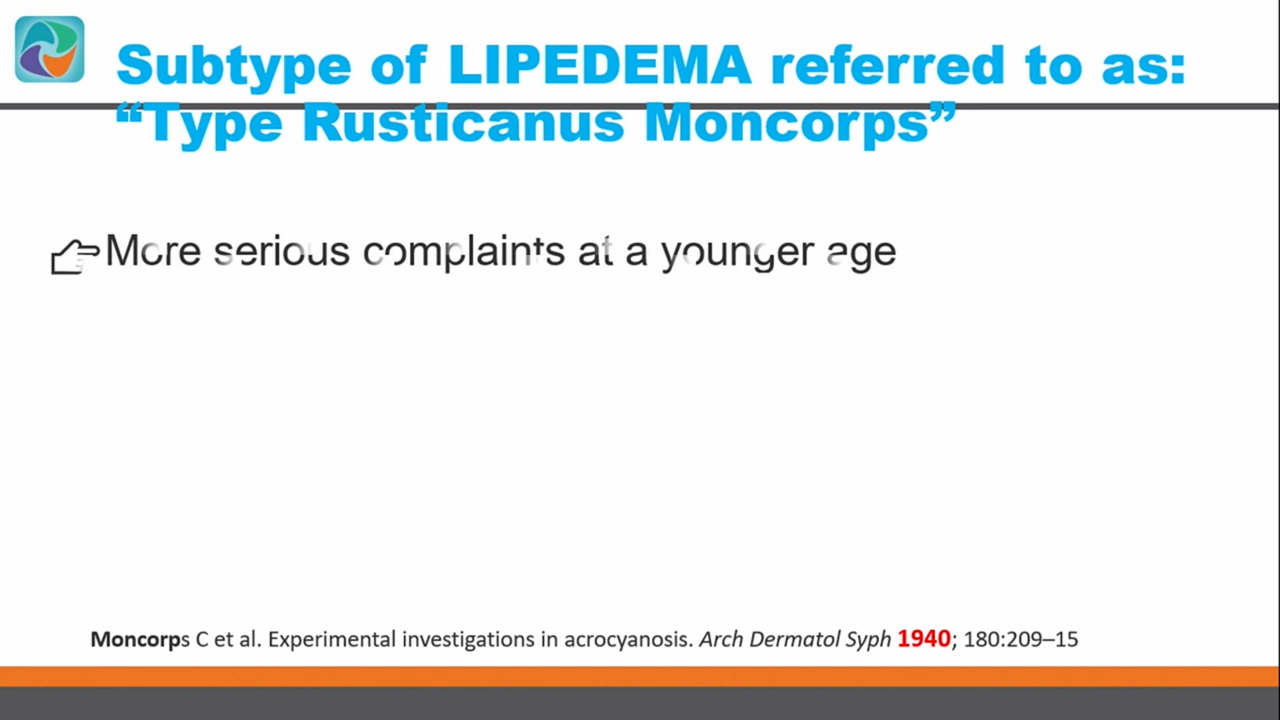 Subtype of LIPEDEMA referred to as:
“Type Rusticanus Moncorps”
More serious complaints at a younger age
Moncorps C et al. Experimental investigations in acrocyanosis. Arch Dermatol Syph 1940; 180:209–15